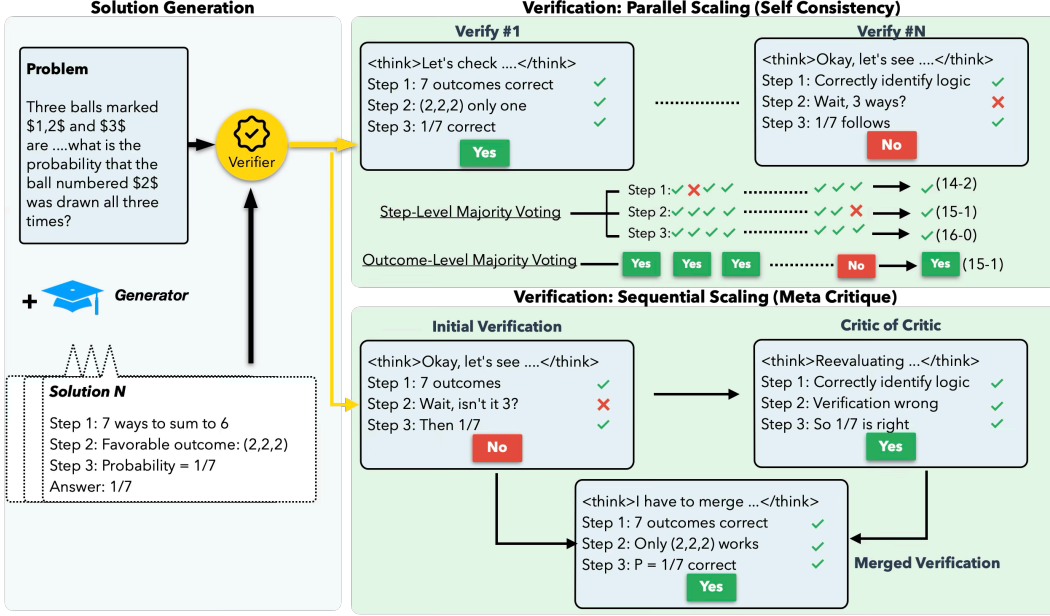 Solution Generation
Problem
Three balls marked
$1,2$ and $3$
are ....what is the
probability that the
ball numbered $2$
was drawn all three
times?
Verifier
+
Generator
Solution N
Step 1: 7 ways to sum to 6
Step 2: Favorable outcome: (2,2,2)
Step 3: Probability = 1/7
Answer: 1/7
Verification: Parallel Scaling (Self Consistency)
Verify #1
<think>Let's check ....</think>
Step 1: 7 outcomes correct
Step 2: (2,2,2) only one
Step 3: 1/7 correct
Yes
Verify #N
<think>Okay, let's see ....</think>
Step 1: Correctly identify logic
Step 2: Wait, 3 ways?
Step 3: 1/7 follows
No
Step-Level Majority Voting
Step 1: (14-2)
Step 2: (15-1)
Step 3: (16-0)
Outcome-Level Majority Voting Yes Yes Yes No Yes (15-1)
Verification: Sequential Scaling (Meta Critique)
Initial Verification
<think>Okay, let's see ....</think>
Step 1: 7 outcomes
Step 2: Wait, isn't it 3?
Step 3: Then 1/7
No
Critic of Critic
<think>Reevaluating ...</think>
Step 1: Correctly identify logic
Step 2: Verification wrong
Step 3: So 1/7 is right
Yes
<think>I have to merge ...</think>
Step 1: 7 outcomes correct
Step 2: Only (2,2,2) works
Step 3: P = 1/7 correct
Yes
Merged Verification